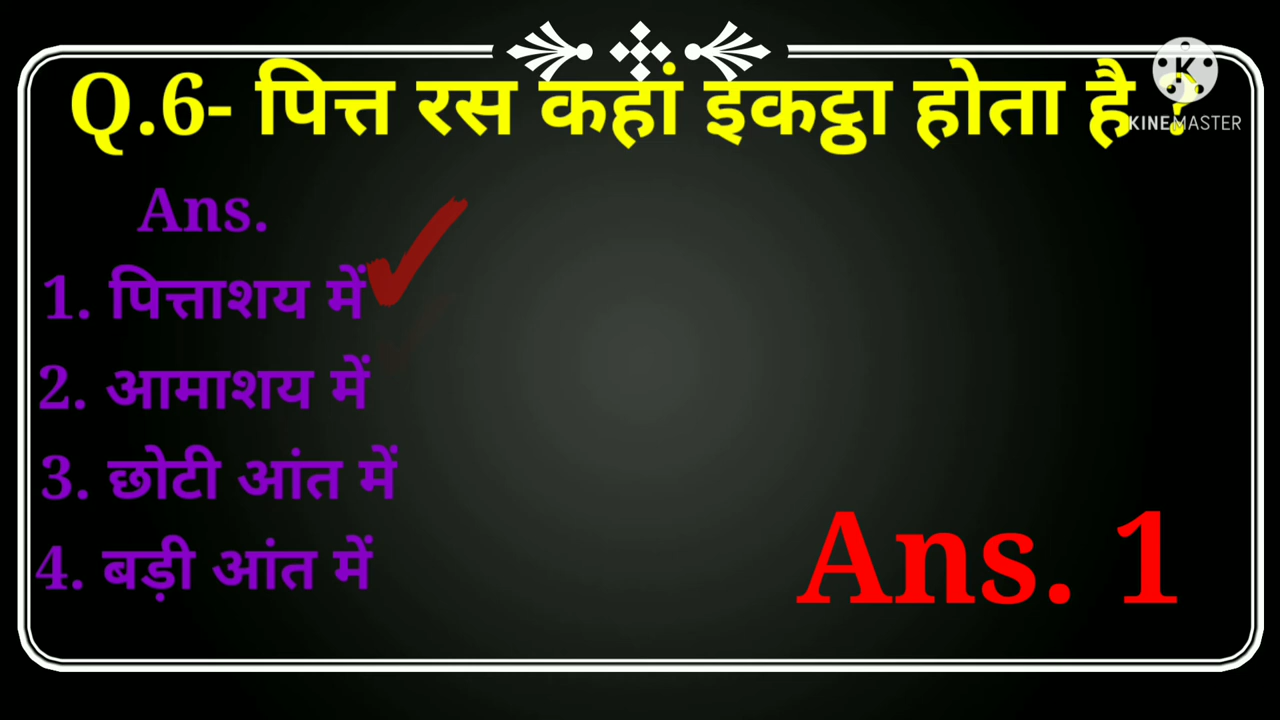 Q.6- पित्त रस कहां इकट्ठा होता है ?
K
KINEMASTER
Ans.
1. पित्ताशय में
2. आमाशय में
3. छोटी आंत में
4. बड़ी आंत में
Ans. 1